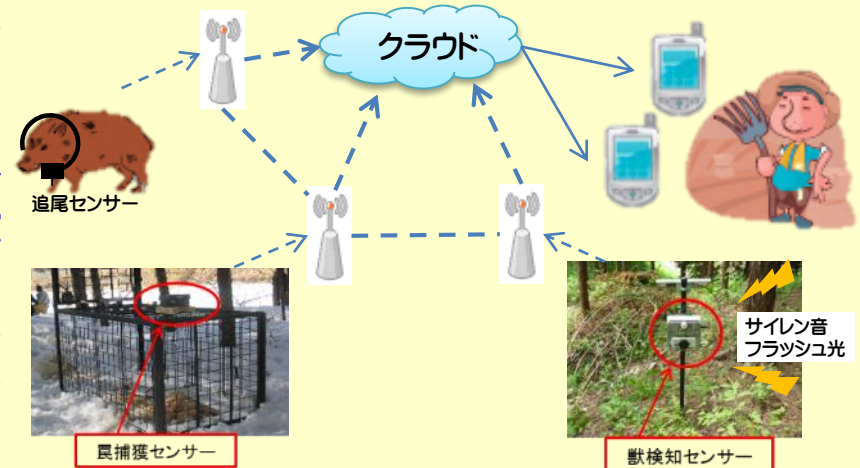 クラウド
追尾センサー
サイレン音
フラッシュ光
罠捕獲センサー
獣検知センサー